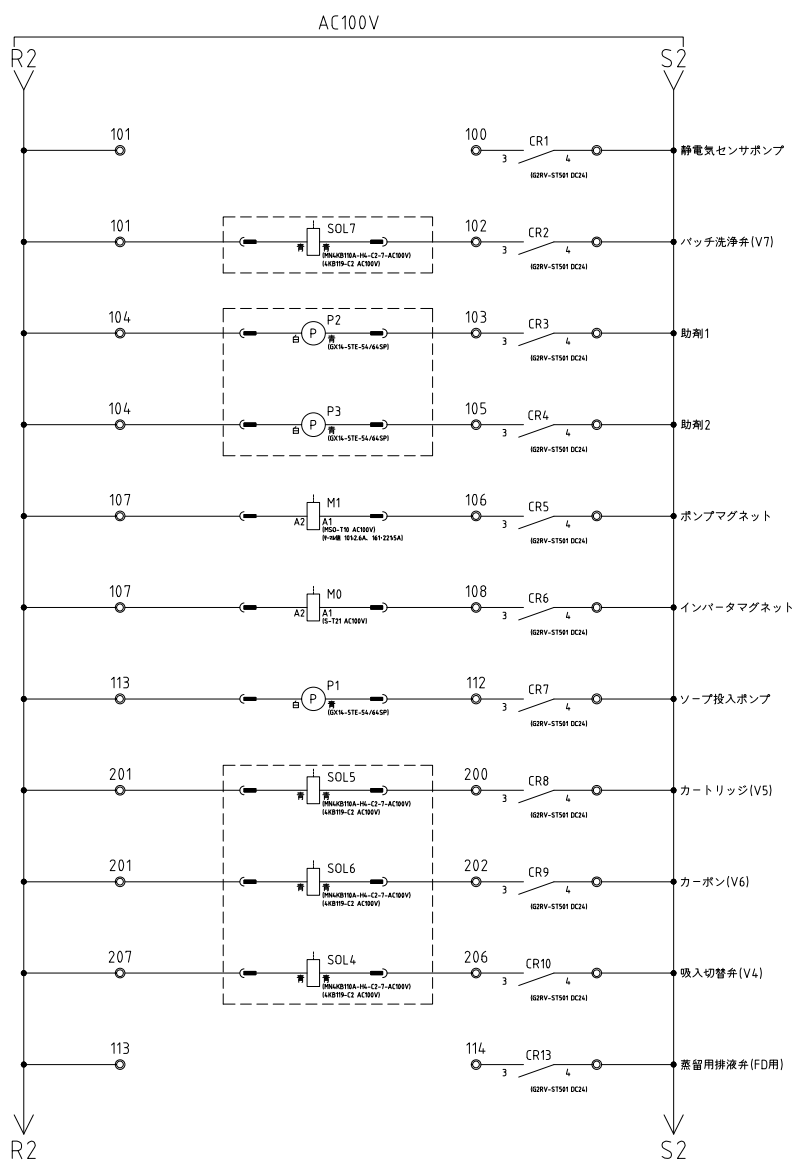 AC100V
R2 S2
101 100 CR1 静電気センサポンプ
3 4
(G2RV-ST501 DC24)
101 SOL7 102 CR2 バッチ洗浄弁(V7)
青 青 3 4
(MN4KB110A-H4-C2-7-AC100V)
(4KB110-C2 AC100V)
(G2RV-ST501 DC24)
104 P2 103 CR3 助剤1
P
白 青 3 4
(GX14-STE-54/64SP)
(G2RV-ST501 DC24)
104 P3 105 CR4 助剤2
P
白 青 3 4
(GX14-STE-54/64SP)
(G2RV-ST501 DC24)
107 M1 106 CR5 ポンプマグネット
A2 A1 3 4
(MSO-T10 AC100V)
(G2RV-ST501 DC24)
107 M0 108 CR6 インバータマグネット
A2 A1 3 4
(S-T21 AC100V)
(G2RV-ST501 DC24)
113 P1 112 CR7 ソープ投入ポンプ
P
白 青 3 4
(GX14-STE-54/64SP)
(G2RV-ST501 DC24)
201 SOL5 200 CR8 カートリッジ(V5)
青 青 3 4
(MN4KB110A-H4-C2-7-AC100V)
(4KB119-C2 AC100V)
(G2RV-ST501 DC24)
201 SOL6 202 CR9 カーボン(V6)
青 青 3 4
(MN4KB110A-H4-C2-7-AC100V)
(4KB119-C2 AC100V)
(G2RV-ST501 DC24)
207 SOL4 206 CR10 吸入切替弁(V4)
青 青 3 4
(MN4KB110A-H4-C2-7-AC100V)
(4KB119-C2 AC100V)
(G2RV-ST501 DC24)
113 114 CR13 蒸留用排液弁(FD用)
3 4
(G2RV-ST501 DC24)
R2 S2